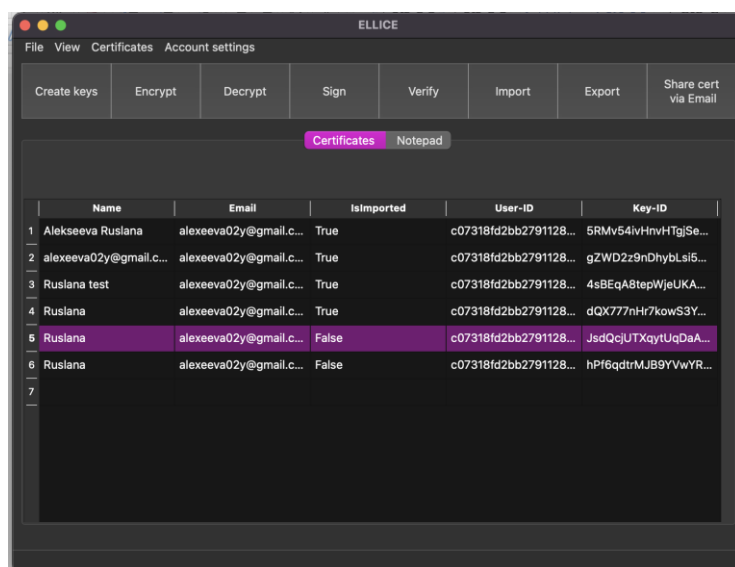 ELLICE
File View Certificates Account settings
Create keys Encrypt Decrypt Sign Verify Import Export Share cert via Email
Certificates Notepad
Name Email IsImported User-ID Key-ID
1 Alekseeva Ruslana alexeeva02y@gmail.c... True c07318fd2bb2791128... 5RMv54ivHnvHTgjSe...
2 alexeeva02y@gmail.c... alexeeva02y@gmail.c... True c07318fd2bb2791128... gZWD2z9nDhybLsi5...
3 Ruslana test alexeeva02y@gmail.c... True c07318fd2bb2791128... 4sBEqA8tepWjeUKA...
4 Ruslana alexeeva02y@gmail.c... True c07318fd2bb2791128... dQX777nHr7kowS3Y...
5 Ruslana alexeeva02y@gmail.c... False c07318fd2bb2791128... JsdQcjUTXqytUqDaA...
6 Ruslana alexeeva02y@gmail.c... False c07318fd2bb2791128... hPf6qdtrMJB9YVwYR...
7